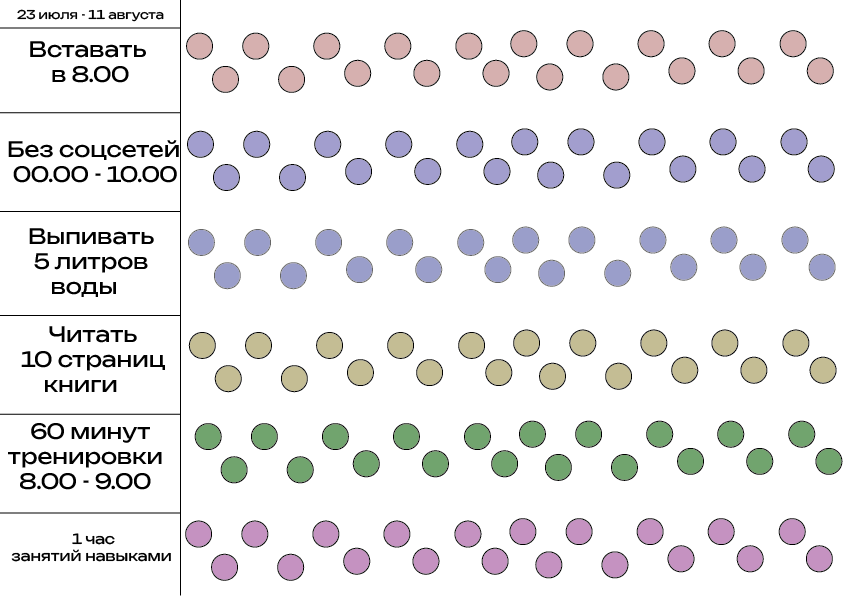 23 июля - 11 августа
Вставать
в 8.00
Без соцсетей
00.00 - 10.00
Выпивать
5 литров
воды
Читать
10 страниц
книги
60 минут
тренировки
8.00 - 9.00
1 час
занятий навыками